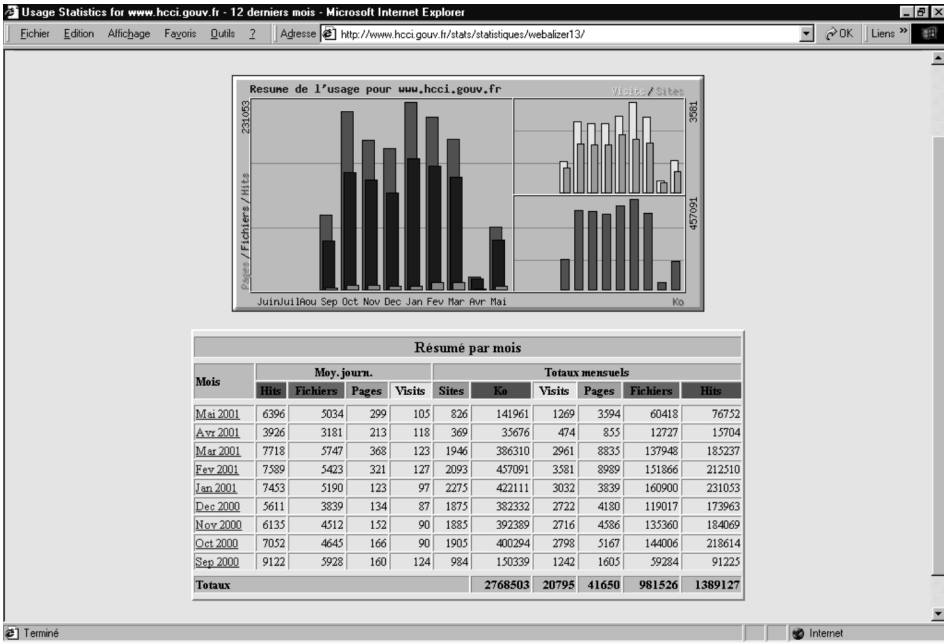 Usage Statistics for www.hcci.gouv.fr - 12 derniers mois - Microsoft Internet Explorer
Fichier Edition Affichage Favoris Outils ? Adresse http://www.hcci.gouv.fr/stats/statistiques/webalizer13/ OK Liens »
Resume de l'usage pour www.hcci.gouv.fr
Visits/Sites
231053
3581
Pages/Fichiers/Hits
457091
JuinJuilAou Sep Oct Nov Dec Jan Fev Mar Avr Mai
Ko
Résumé par mois
Mois Moy. journ. Totaux mensuels
Hits Fichiers Pages Visits Sites Ko Visits Pages Fichiers Hits
Mai 2001 6396 5034 299 105 826 141961 1269 3594 60418 76752
Avr 2001 3926 3181 213 118 369 35676 474 855 12727 15704
Mar 2001 7718 5747 368 123 1946 386310 2961 8835 137948 185237
Fev 2001 7589 5423 321 127 2093 457091 3581 8989 151866 212510
Jan 2001 7453 5190 123 97 2275 422111 3032 3839 160900 231053
Dec 2000 5611 3839 134 87 1875 382332 2722 4180 119017 173963
Nov 2000 6135 4512 152 90 1885 392389 2716 4586 135360 184069
Oct 2000 7052 4645 166 90 1905 400294 2798 5167 144006 218614
Sep 2000 9122 5928 160 124 984 150339 1242 1605 59284 91225
Totaux 2768503 20795 41650 981526 1389127
Terminé Internet